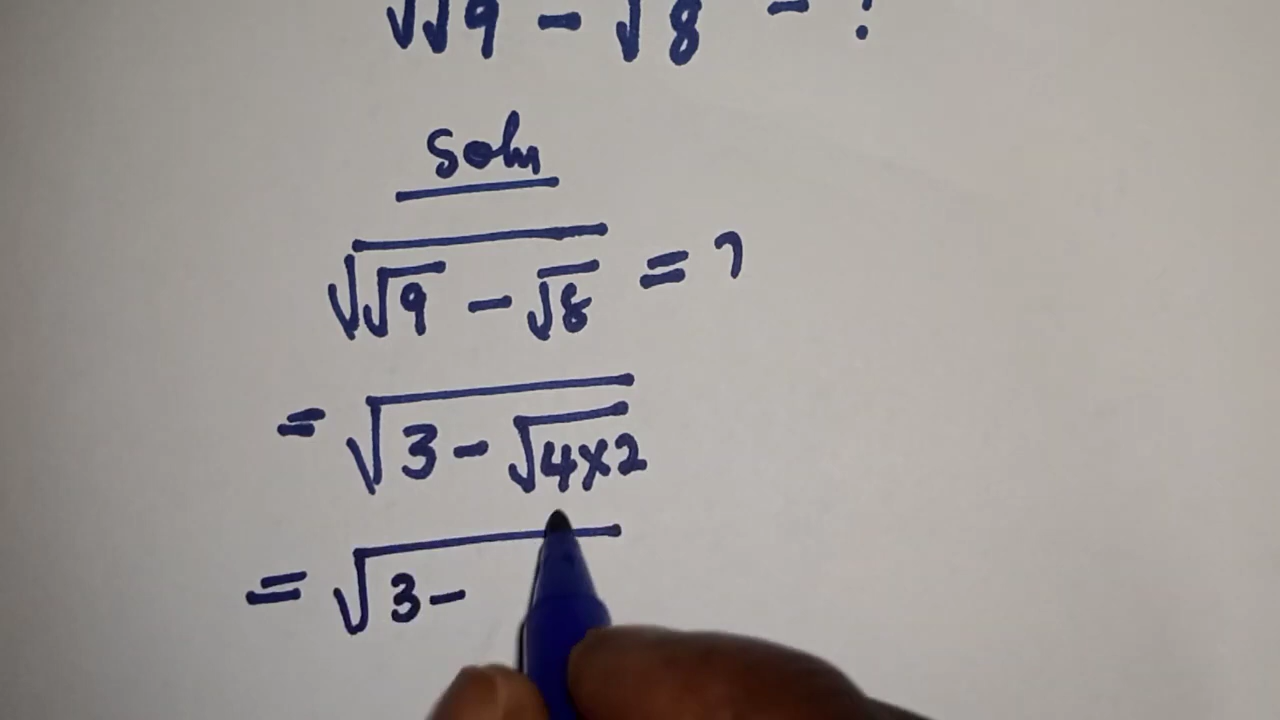 √√9 - √8 = ?
Soln
√√9 - √8 = ?
= √3 - √4×2
= √3 -